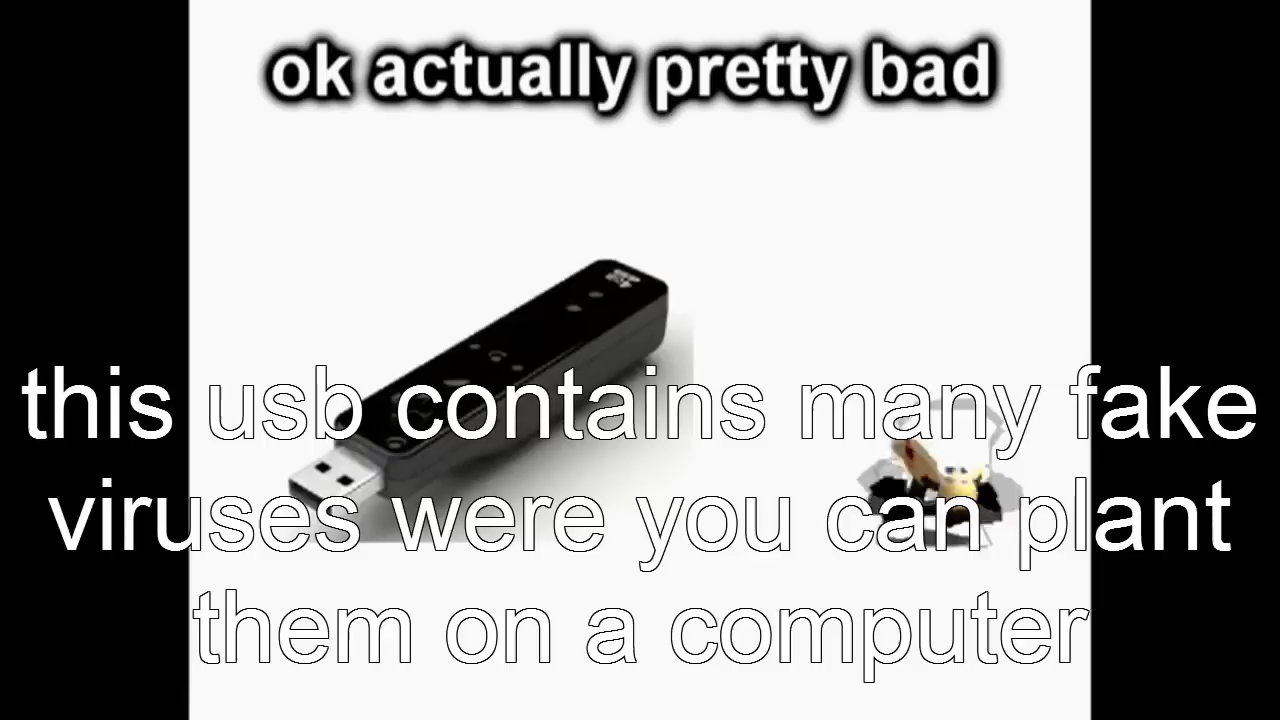 ok actually pretty bad
this usb contains many fake
viruses were you can plant
them on a computer